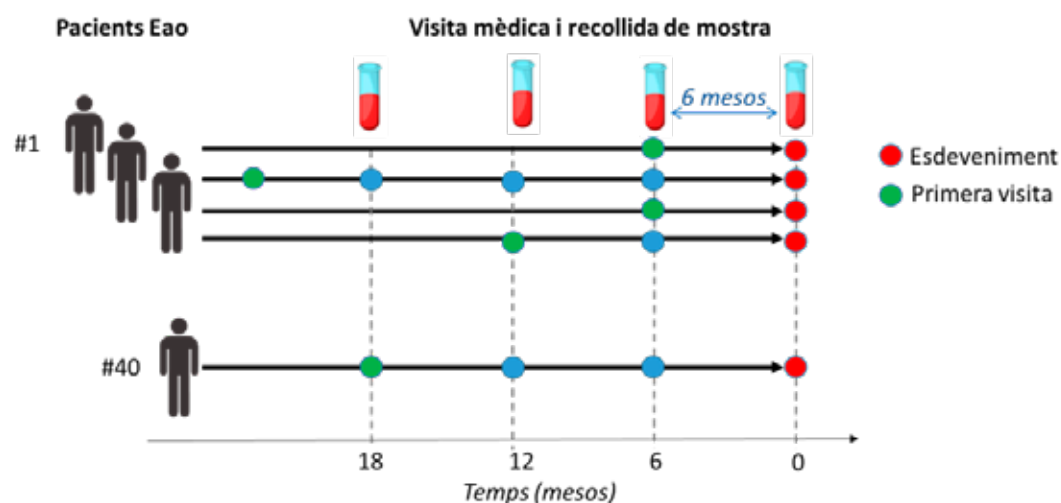 Pacients Eao
Visita mèdica i recollida de mostra
6 mesos
#1
Esdeveniment
Primera visita
#40
18
12
6
0
Temps (mesos)